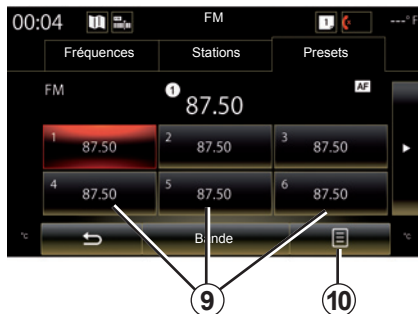 00:04 FM 1 ---°F
Fréquences Stations Presets
FM 1 87.50 AF
1 87.50 2 87.50 3 87.50
4 87.50 5 87.50 6 87.50
°C Bande °C
9 10